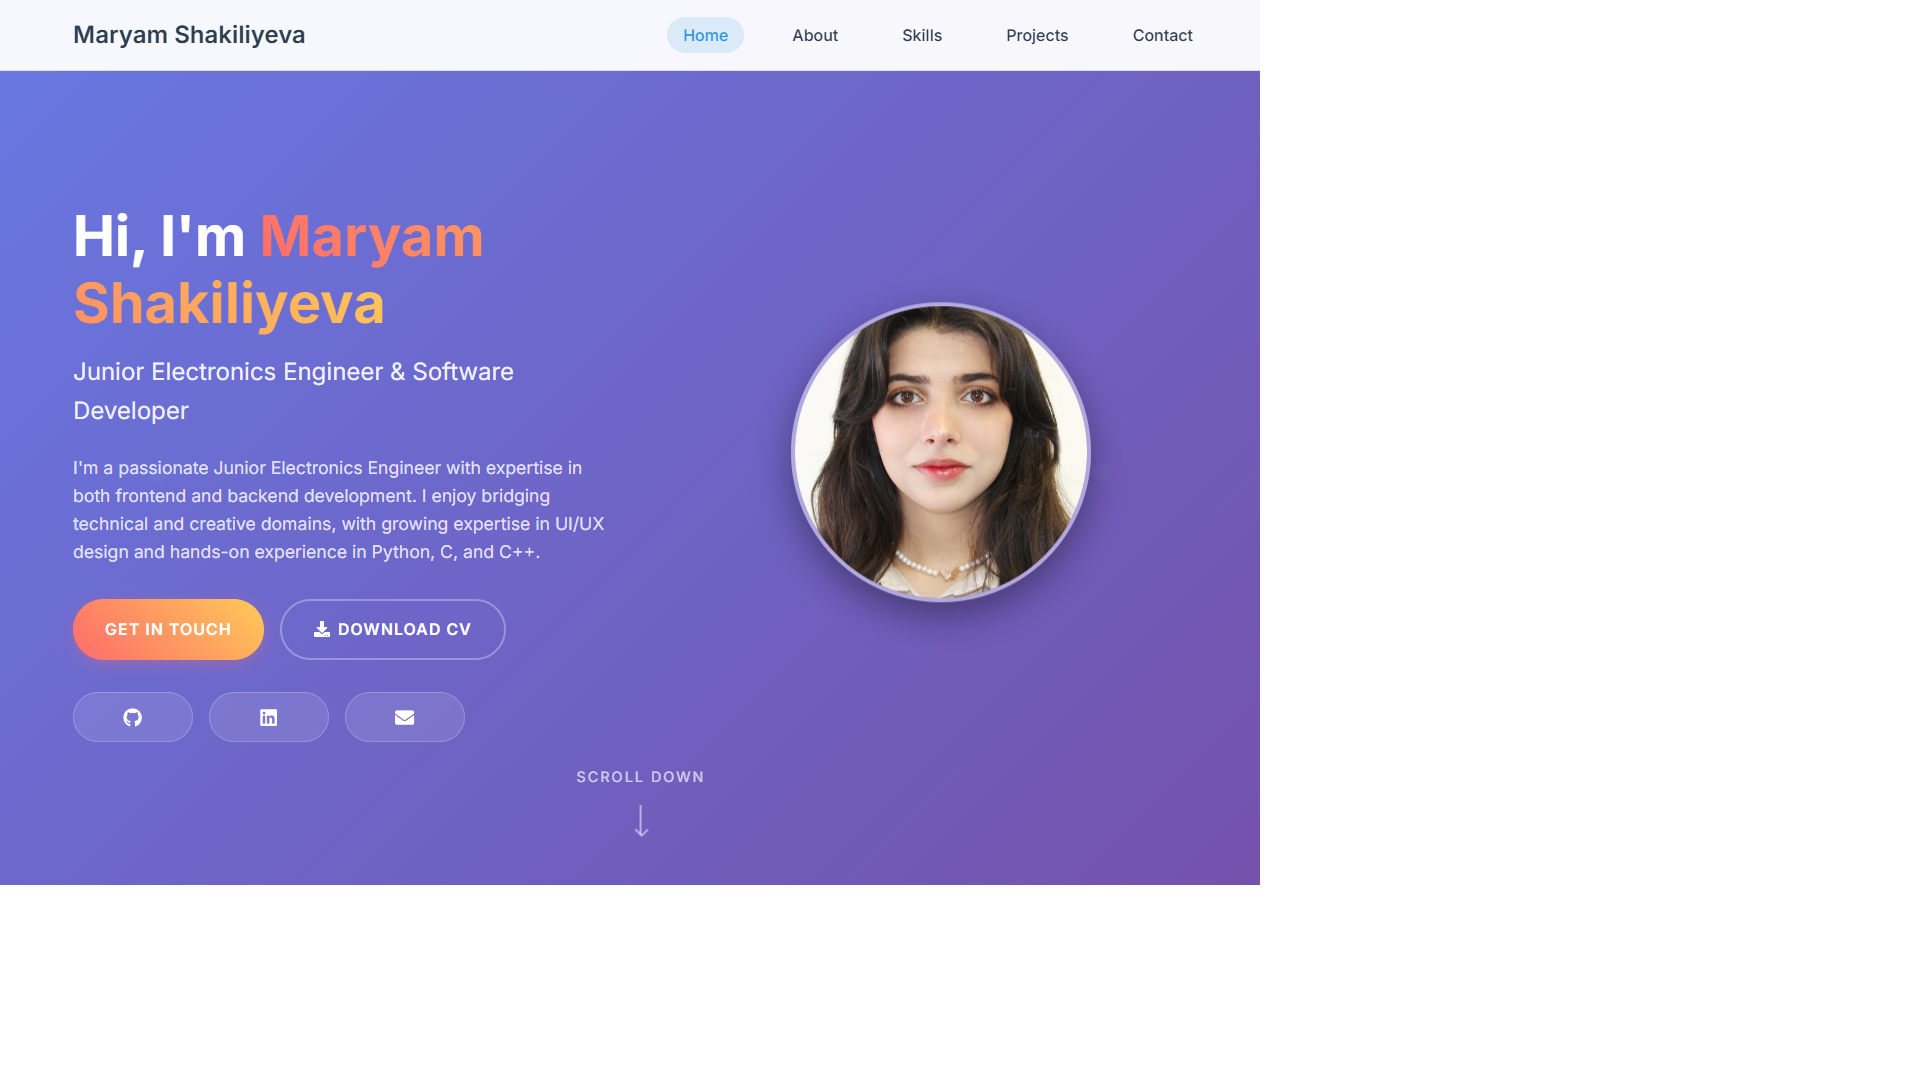 Maryam Shakiliyeva
Home
About
Skills
Projects
Contact
Hi, I'm Maryam
Shakiliyeva
Junior Electronics Engineer & Software
Developer
I'm a passionate Junior Electronics Engineer with expertise in
both frontend and backend development. I enjoy bridging
technical and creative domains, with growing expertise in UI/UX
design and hands-on experience in Python, C, and C++.
GET IN TOUCH
DOWNLOAD CV
SCROLL DOWN